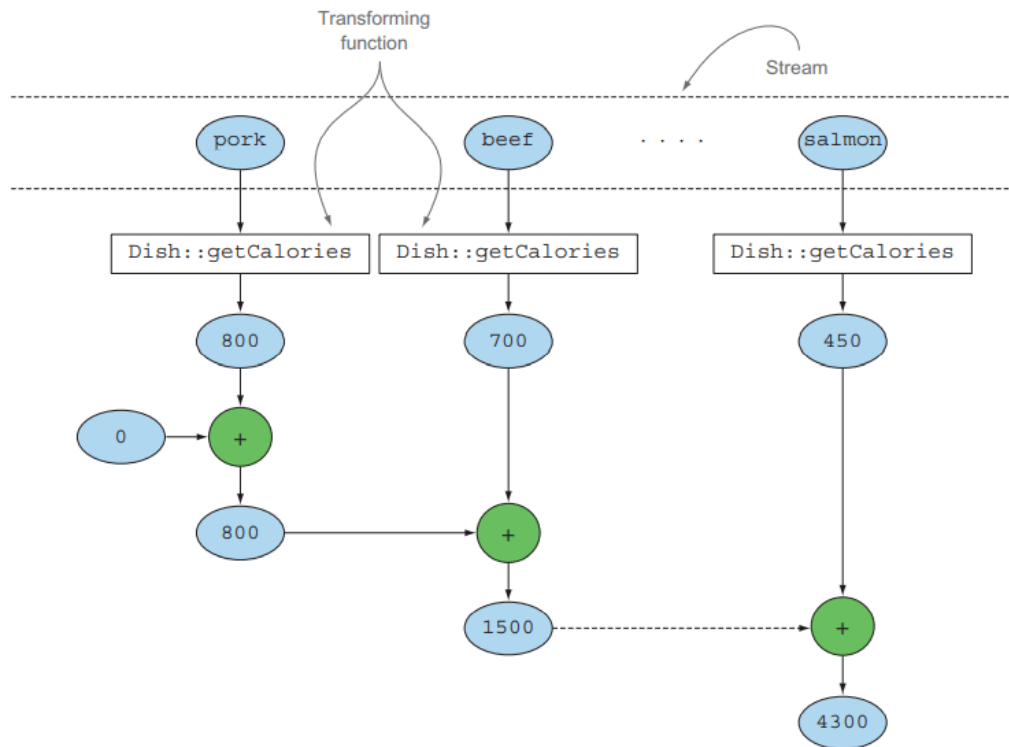 Transforming
function
Stream
pork
beef
. . . .
salmon
Dish::getCalories
Dish::getCalories
Dish::getCalories
800
700
450
0
+
800
+
1500
+
4300